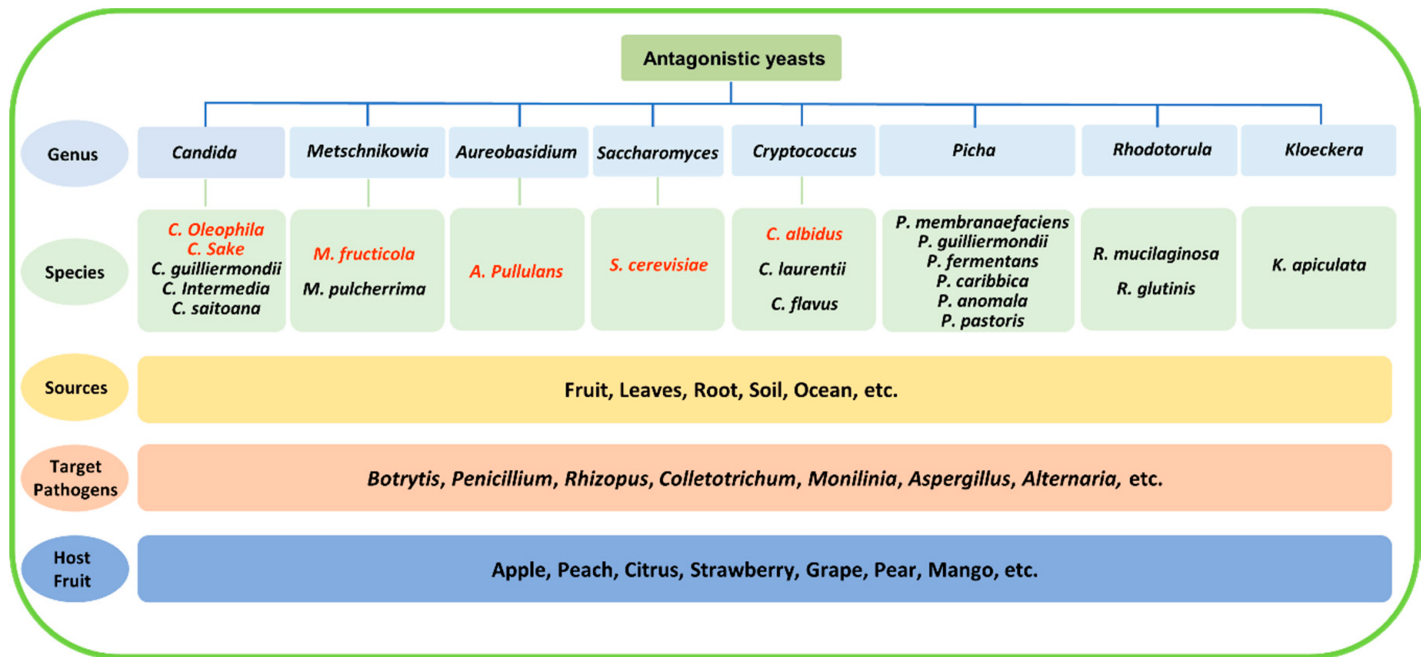 Antagonistic yeasts
Genus
Candida
Metschnikowia
Aureobasidium
Saccharomyces
Cryptococcus
Picha
Rhodotorula
Kloeckera
Species
C. Oleophila
C. Sake
C. guilliermondii
C. Intermedia
C. saitoana
M. fructicola
M. pulcherrima
A. Pullulans
S. cerevisiae
C. albidus
C. laurentii
C. flavus
P. membranaefaciens
P. guilliermondii
P. fermentans
P. caribbica
P. anomala
P. pastoris
R. mucilaginosa
R. glutinis
K. apiculata
Sources
Fruit, Leaves, Root, Soil, Ocean, etc.
Target
Pathogens
Botrytis, Penicillium, Rhizopus, Colletotrichum, Monilinia, Aspergillus, Alternaria, etc.
Host
Fruit
Apple, Peach, Citrus, Strawberry, Grape, Pear, Mango, etc.